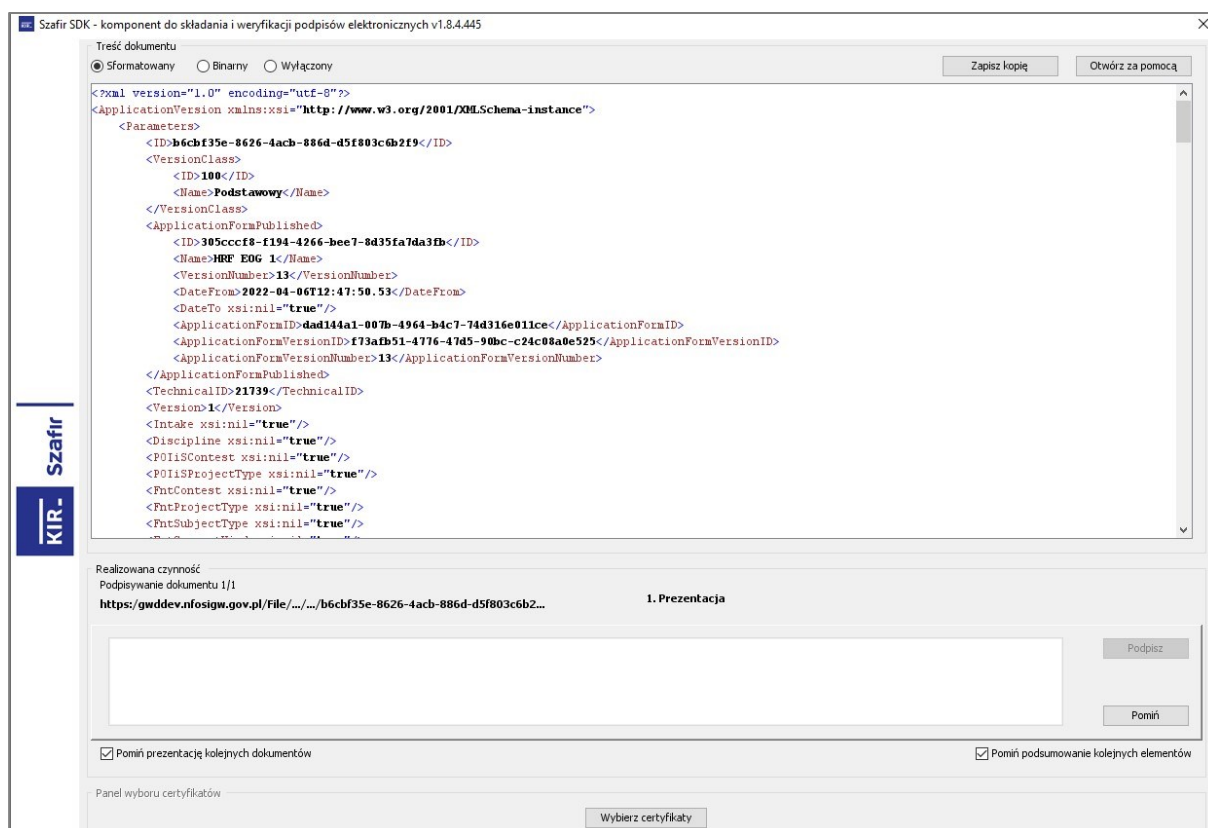 Szafir SDK - komponent do składania i weryfikacji podpisów elektronicznych v1.8.4.445
Treść dokumentu
Sformatowany Binarny Wyłączony Zapisz kopię Otwórz za pomocą
<?xml version="1.0" encoding="utf-8"?>
<ApplicationVersion xmlns:xsi="http://www.w3.org/2001/XMLSchema-instance">
<Parameters>
<ID>b6cbf35e-8626-4acb-886d-d5f803c6b2f9</ID>
<VersionClass>
<ID>100</ID>
<Name>Podstawowy</Name>
</VersionClass>
<ApplicationFormPublished>
<ID>305cccf8-f194-4266-bee7-8d35fa7da3fb</ID>
<Name>HRF EOG 1</Name>
<VersionNumber>13</VersionNumber>
<DateFrom>2022-04-06T12:47:50.53</DateFrom>
<DateTo xsi:nil="true"/>
<ApplicationFormID>dad144a1-007b-4964-b4c7-74d316e011ce</ApplicationFormID>
<ApplicationFormVersionID>f73afb51-4776-47d5-90bc-c24c08a0e525</ApplicationFormVersionID>
<ApplicationFormVersionNumber>13</ApplicationFormVersionNumber>
</ApplicationFormPublished>
<TechnicalID>21739</TechnicalID>
<Version>1</Version>
<Intake xsi:nil="true"/>
<Discipline xsi:nil="true"/>
<POIiSContest xsi:nil="true"/>
<POIiSProjectType xsi:nil="true"/>
<FntContest xsi:nil="true"/>
<FntProjectType xsi:nil="true"/>
<FntSubjectType xsi:nil="true"/>
KIR. Szafir
Realizowana czynność
Podpisywanie dokumentu 1/1
https:/gwddev.nfosigw.gov.pl/File/.../.../b6cbf35e-8626-4acb-886d-d5f803c6b2... 1. Prezentacja
Podpisz
Pomiń
Pomiń prezentację kolejnych dokumentów Pomiń podsumowanie kolejnych elementów
Panel wyboru certyfikatów
Wybierz certyfikaty